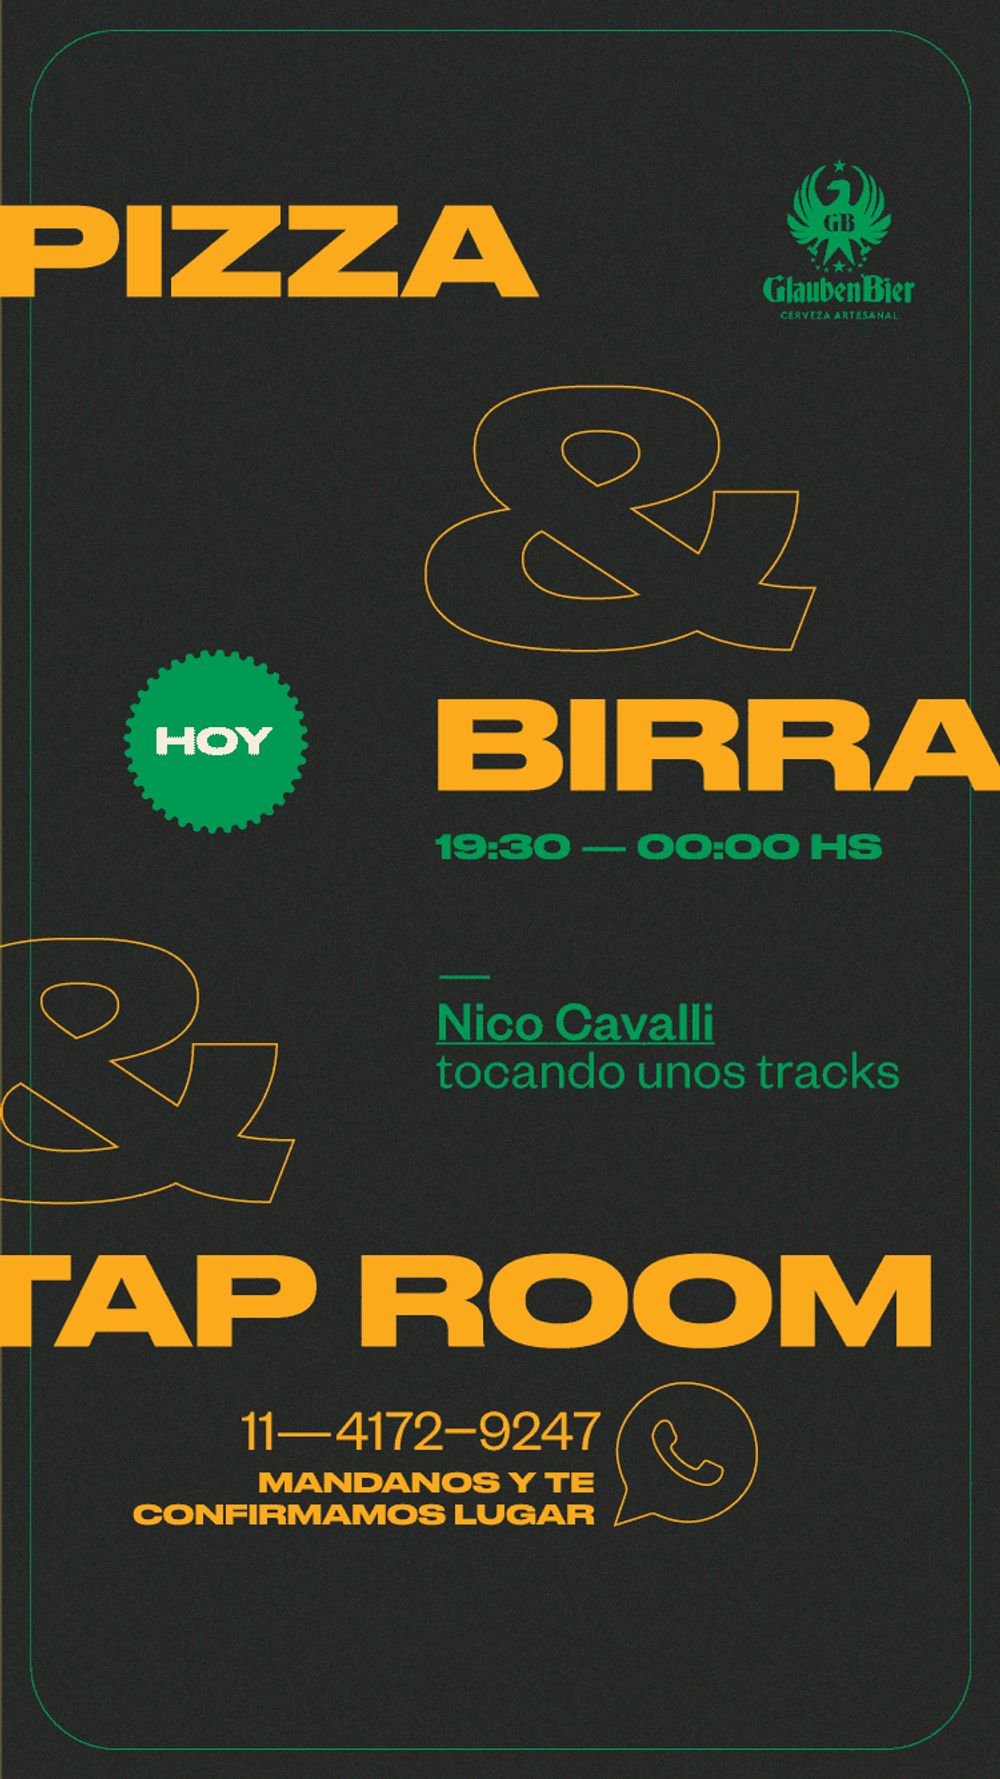 PIZZA
GB
GlaubenBier
CERVEZA ARTESANAL
&
HOY
BIRRA
19:30 — 00:00 HS
&
Nico Cavalli
tocando unos tracks
TAP ROOM
11—4172–9247
MANDANOS Y TE
CONFIRMAMOS LUGAR